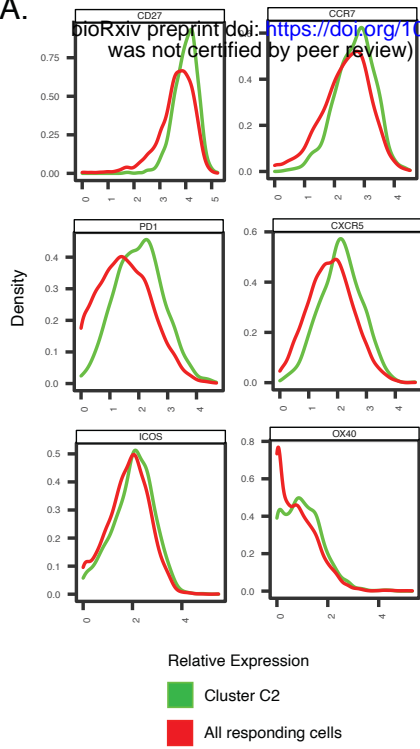 A.
bioRxiv preprint doi: https://doi.org/10
was not certified by peer review)
CD27
CCR7
0.75
0.50
0.25
0.00
0.6
0.4
0.2
0.0
0 1 2 3 4 5
0 1 2 3 4
PD1
CXCR5
Density
0.4
0.3
0.2
0.1
0.0
0.6
0.4
0.2
0.0
0 1 2 3 4
0 1 2 3 4
ICOS
OX40
0.5
0.4
0.3
0.2
0.1
0.0
0.8
0.6
0.4
0.2
0.0
0 2 4
0 2 4
Relative Expression
Cluster C2
All responding cells